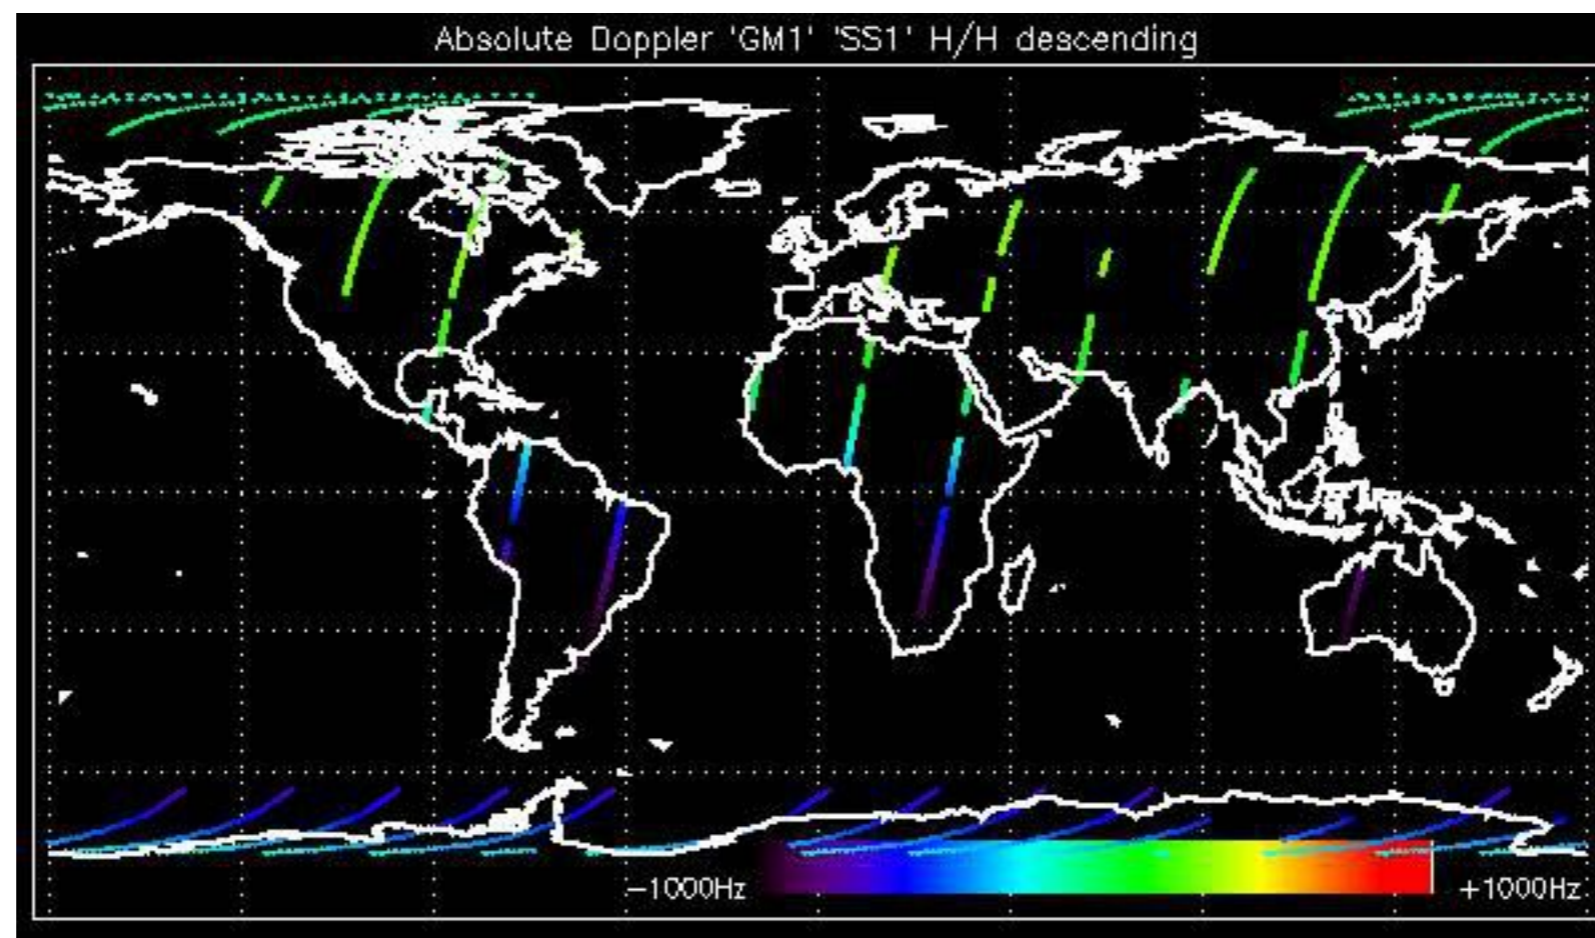 Absolute Doppler 'GM1' 'SS1' H/H descending
-1000Hz +1000Hz